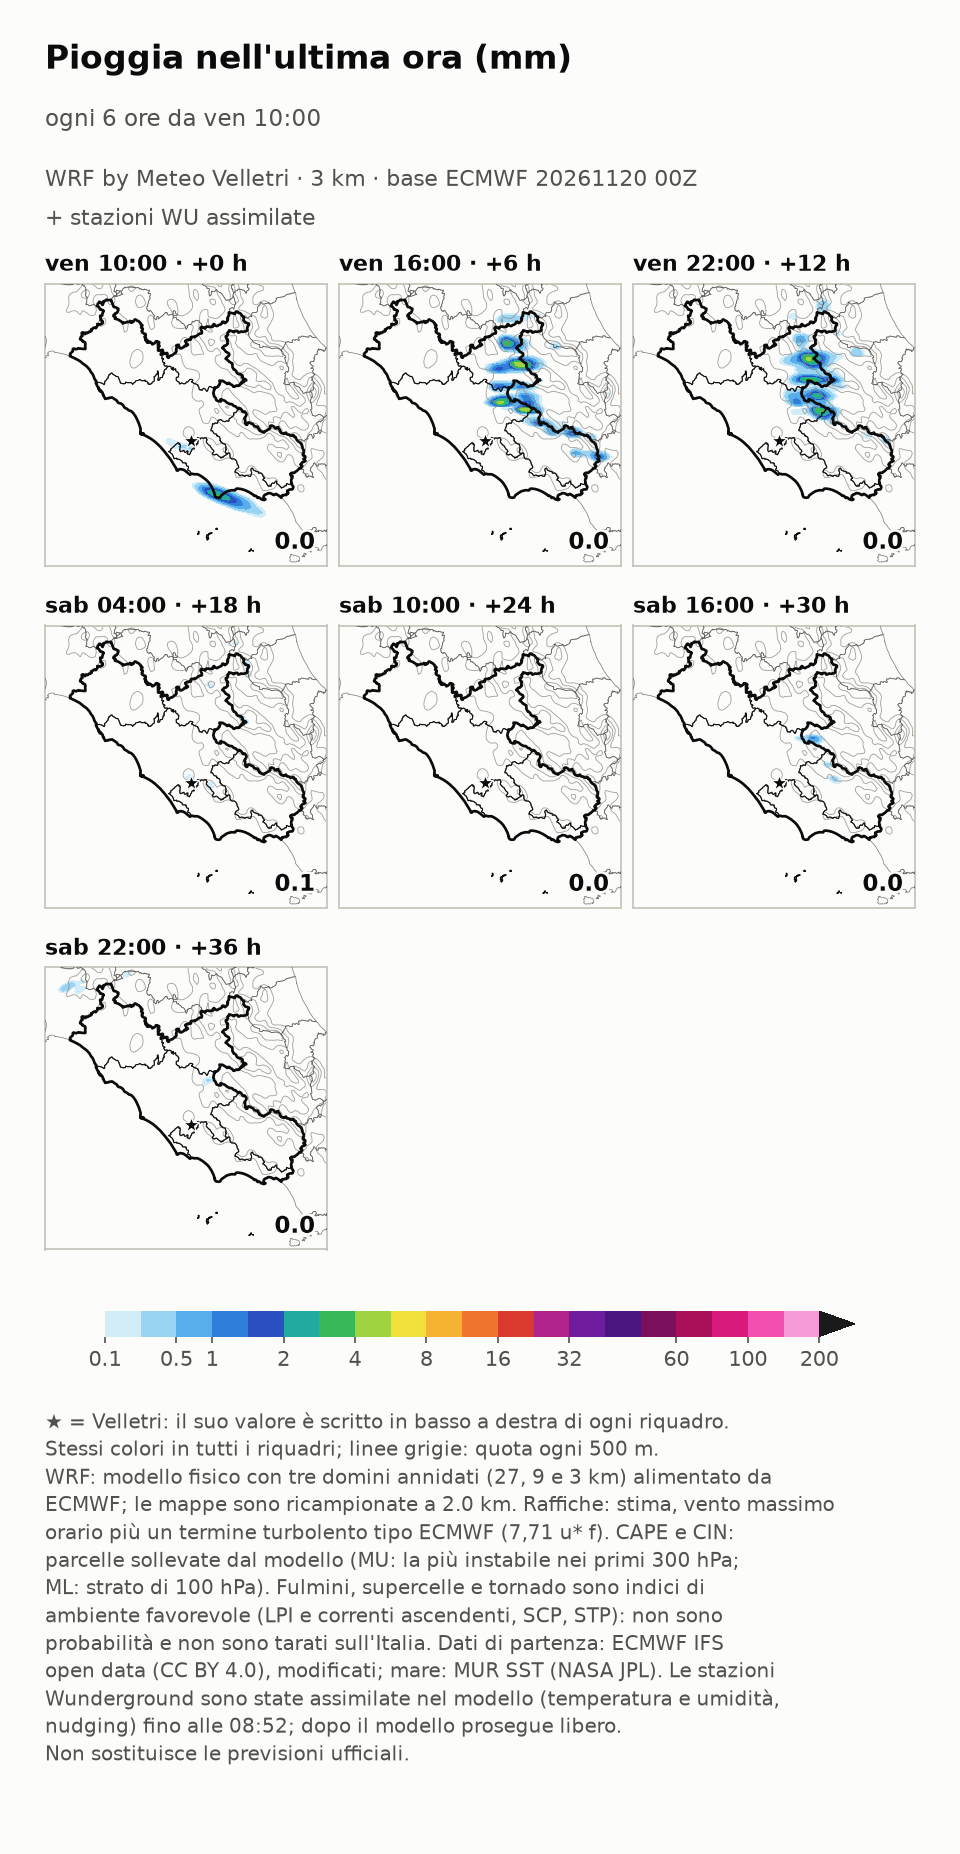 Pioggia nell'ultima ora (mm)
ogni 6 ore da ven 10:00
WRF by Meteo Velletri · 3 km · base ECMWF 20261120 00Z
+ stazioni WU assimilate
ven 10:00 · +0 h
ven 16:00 · +6 h
ven 22:00 · +12 h
0.0
0.0
0.0
sab 04:00 · +18 h
sab 10:00 · +24 h
sab 16:00 · +30 h
0.1
0.0
0.0
sab 22:00 · +36 h
0.0
0.1 0.5 1 2 4 8 16 32 60 100 200
★ = Velletri: il suo valore è scritto in basso a destra di ogni riquadro.
Stessi colori in tutti i riquadri; linee grigie: quota ogni 500 m.
WRF: modello fisico con tre domini annidati (27, 9 e 3 km) alimentato da
ECMWF; le mappe sono ricampionate a 2.0 km. Raffiche: stima, vento massimo
orario più un termine turbolento tipo ECMWF (7,71 u* f). CAPE e CIN:
parcelle sollevate dal modello (MU: la più instabile nei primi 300 hPa;
ML: strato di 100 hPa). Fulmini, supercelle e tornado sono indici di
ambiente favorevole (LPI e correnti ascendenti, SCP, STP): non sono
probabilità e non sono tarati sull'Italia. Dati di partenza: ECMWF IFS
open data (CC BY 4.0), modificati; mare: MUR SST (NASA JPL). Le stazioni
Wunderground sono state assimilate nel modello (temperatura e umidità,
nudging) fino alle 08:52; dopo il modello prosegue libero.
Non sostituisce le previsioni ufficiali.